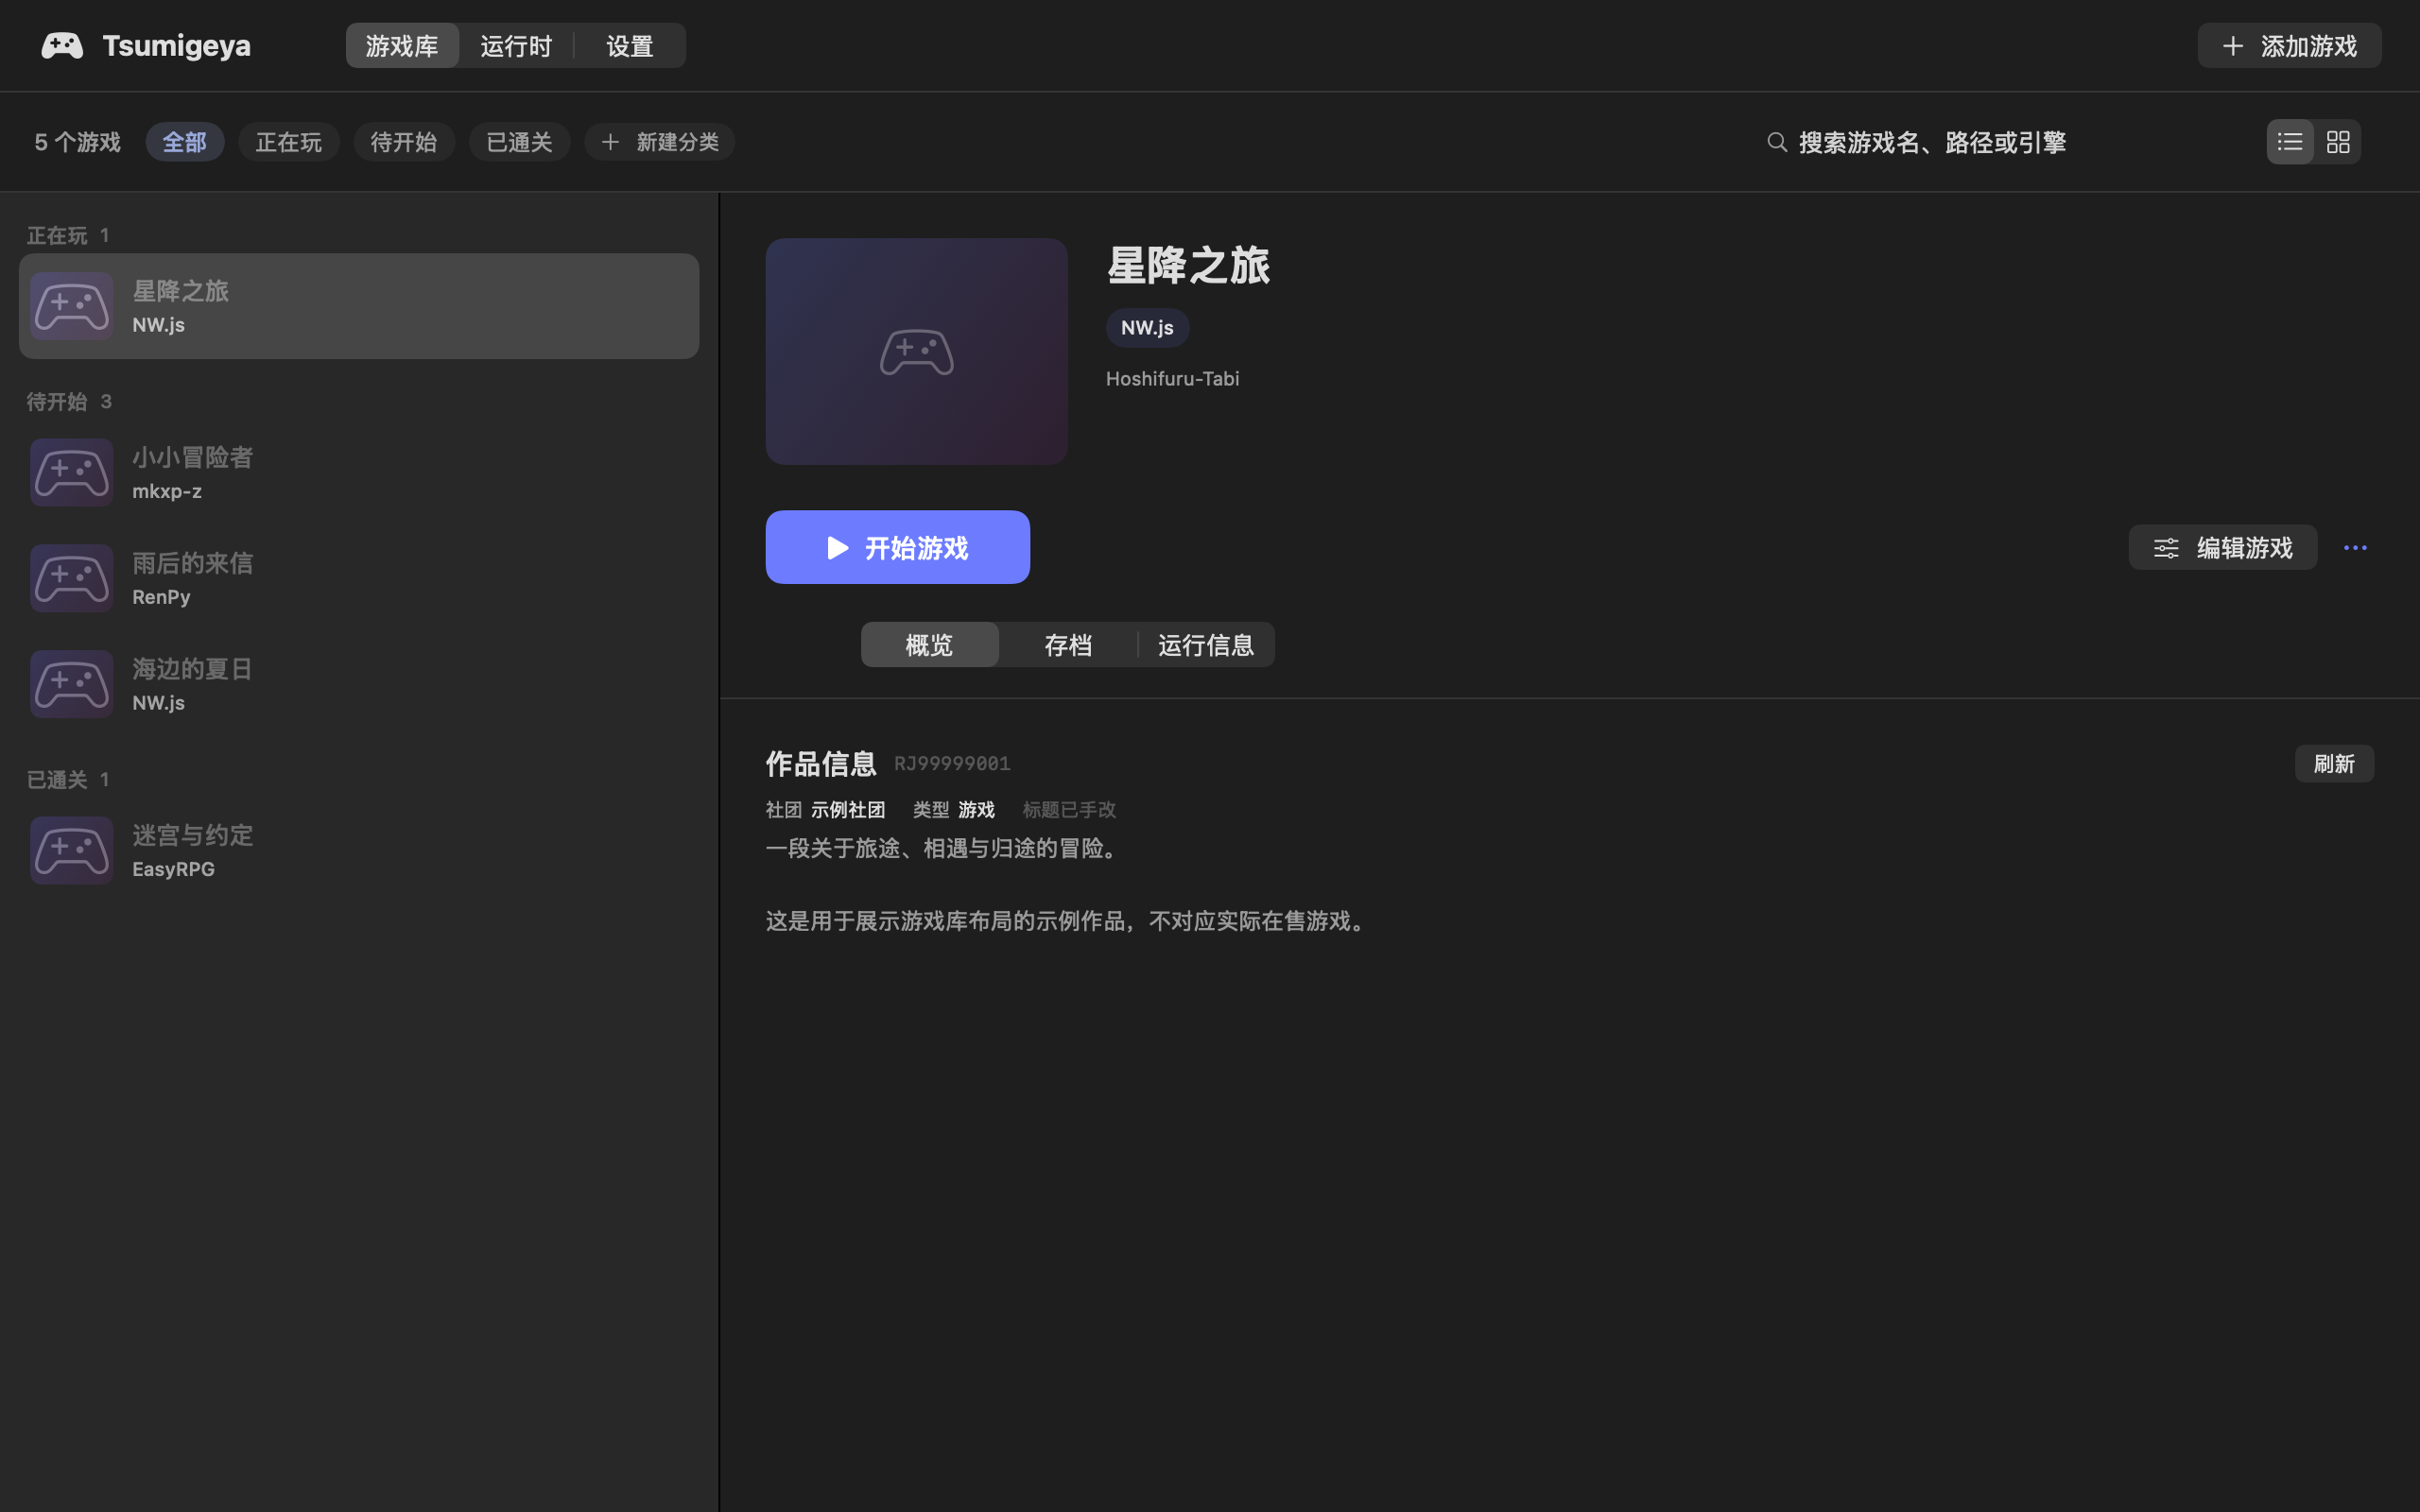 Tsumigeya
游戏库 运行时 设置
添加游戏
5 个游戏 全部 正在玩 待开始 已通关 新建分类
搜索游戏名、路径或引擎
正在玩 1
星降之旅
NW.js
待开始 3
小小冒险者
mkxp-z
雨后的来信
RenPy
海边的夏日
NW.js
已通关 1
迷宫与约定
EasyRPG
星降之旅
NW.js
Hoshifuru-Tabi
开始游戏
编辑游戏
概览 存档 运行信息
作品信息 RJ99999001
刷新
社团 示例社团 类型 游戏 标题已手改
一段关于旅途、相遇与归途的冒险。
这是用于展示游戏库布局的示例作品，不对应实际在售游戏。